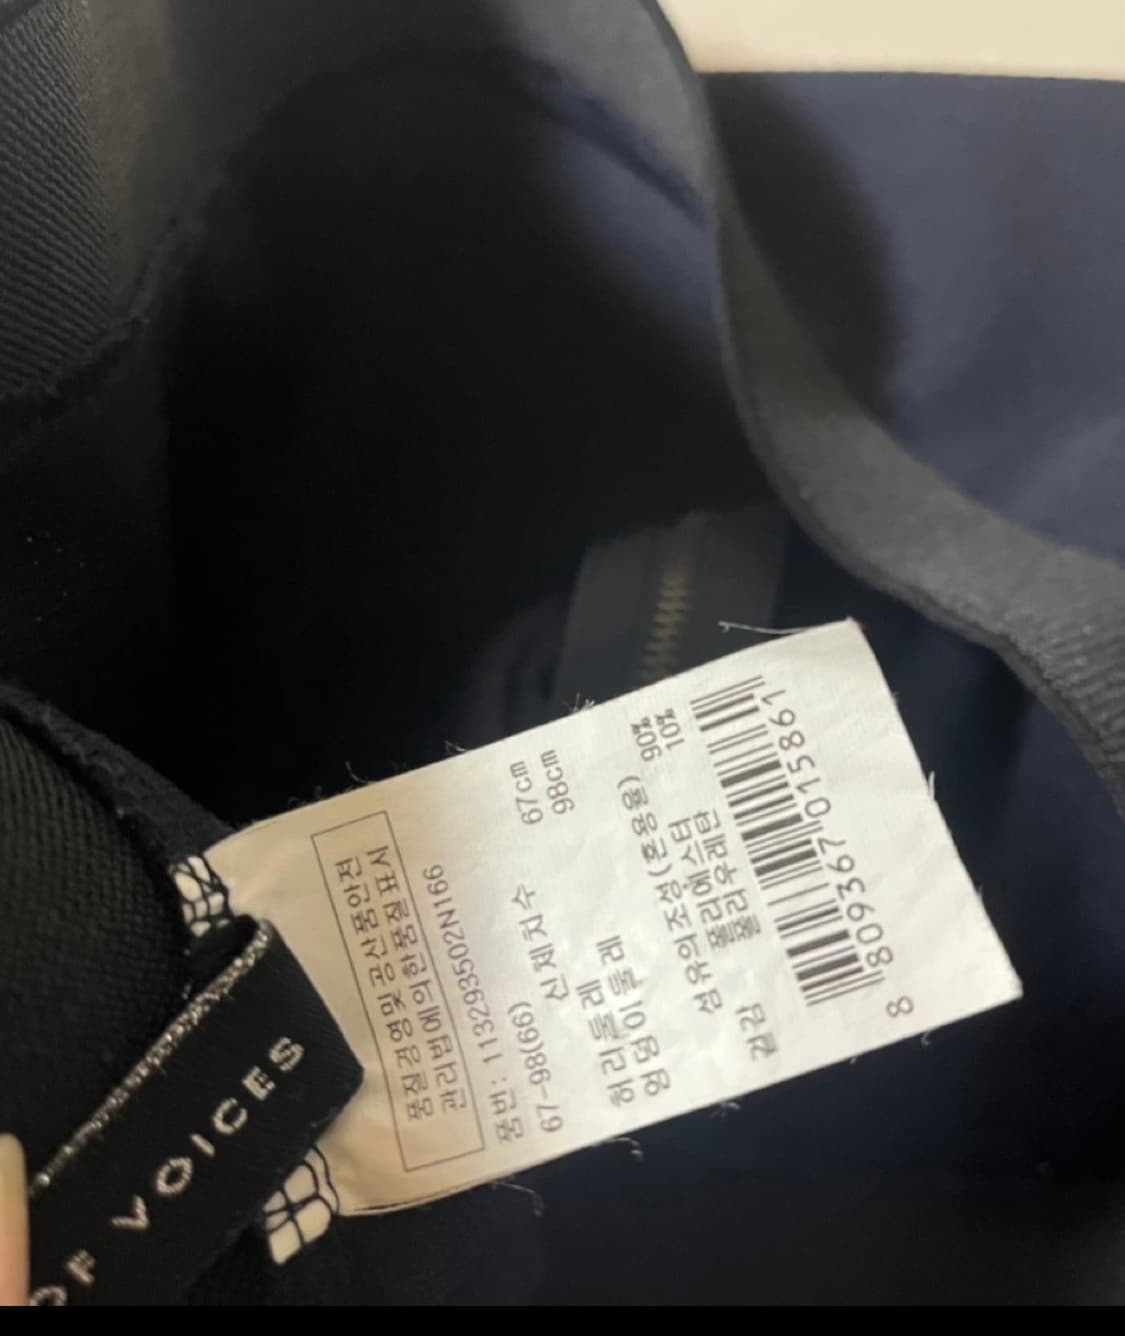 OF VOICES
품질경영및 공산품안전
관리법에의한품질표시
품번: 113293502N166
67-98(66) 신체치수
허리둘레 67cm
엉덩이둘레 98cm
섬유의 조성(혼용율)
겉감 폴리에스터 90%
폴리우레탄 10%
8 809367 015861